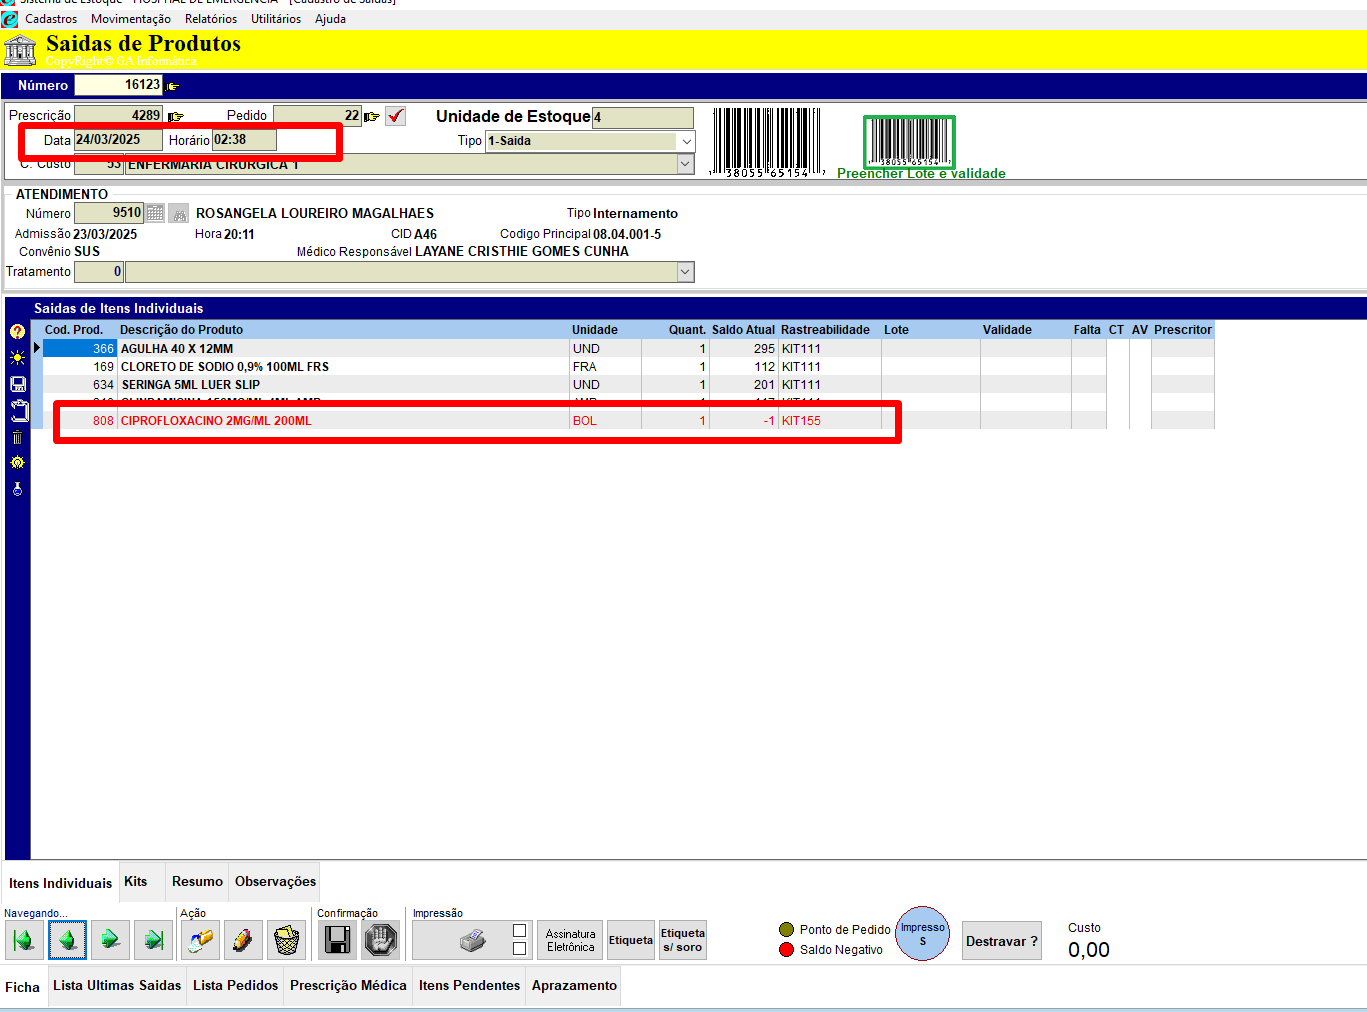 Cadastros Movimentação Relatórios Utilitários Ajuda
Saidas de Produtos
CopyRight© GA Informática
Número 16123
Prescrição 4289 Pedido 22 Unidade de Estoque 4
Data 24/03/2025 Horário 02:38 Tipo 1-Saida
C. Custo 53 ENFERMARIA CIRURGICA 1
38055 65154
38055 65154
Preencher Lote e validade
ATENDIMENTO
Número 9510 ROSANGELA LOUREIRO MAGALHAES Tipo Internamento
Admissão 23/03/2025 Hora 20:11 CID A46 Codigo Principal 08.04.001-5
Convênio SUS Médico Responsável LAYANE CRISTHIE GOMES CUNHA
Tratamento 0
Saidas de Itens Individuais
Cod. Prod. Descrição do Produto Unidade Quant. Saldo Atual Rastreabilidade Lote Validade Falta CT AV Prescritor
366 AGULHA 40 X 12MM UND 1 295 KIT111
169 CLORETO DE SODIO 0,9% 100ML FRS FRA 1 112 KIT111
634 SERINGA 5ML LUER SLIP UND 1 201 KIT111
808 CIPROFLOXACINO 2MG/ML 200ML BOL 1 -1 KIT155
Itens Individuais Kits Resumo Observações
Navegando... Ação Confirmação Impressão
Assinatura Eletrônica Etiqueta Etiqueta s/ soro
Ponto de Pedido
Saldo Negativo
Impresso
S
Destravar ?
Custo
0,00
Ficha Lista Ultimas Saidas Lista Pedidos Prescrição Médica Itens Pendentes Aprazamento